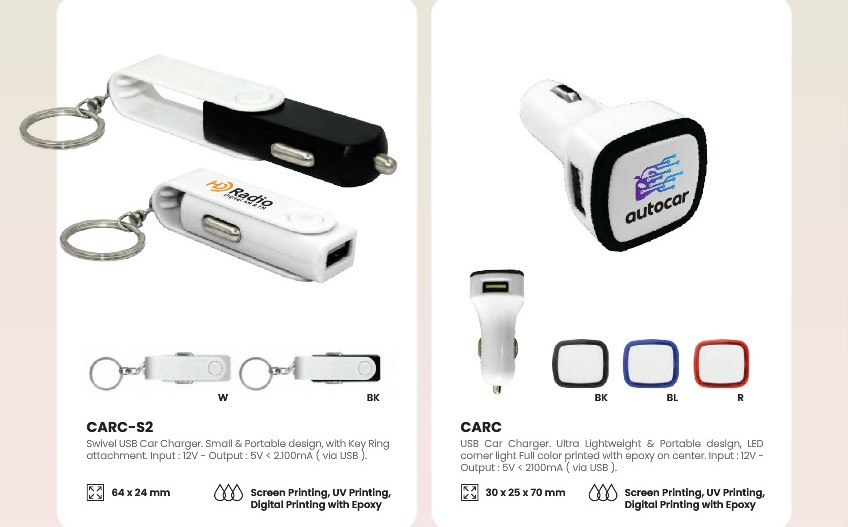 HD Radio
Digital AM & FM
W
BK
CARC-S2
Swivel USB Car Charger. Small & Portable design, with Key Ring
attachment. Input : 12V - Output : 5V < 2.100mA ( via USB ).
64 x 24 mm
Screen Printing, UV Printing,
Digital Printing with Epoxy
autocar
BK
BL
R
CARC
USB Car Charger. Ultra Lightweight & Portable design, LED
corner light Full color printed with epoxy on center. Input : 12V -
Output : 5V < 2100mA ( via USB ).
30 x 25 x 70 mm
Screen Printing, UV Printing,
Digital Printing with Epoxy